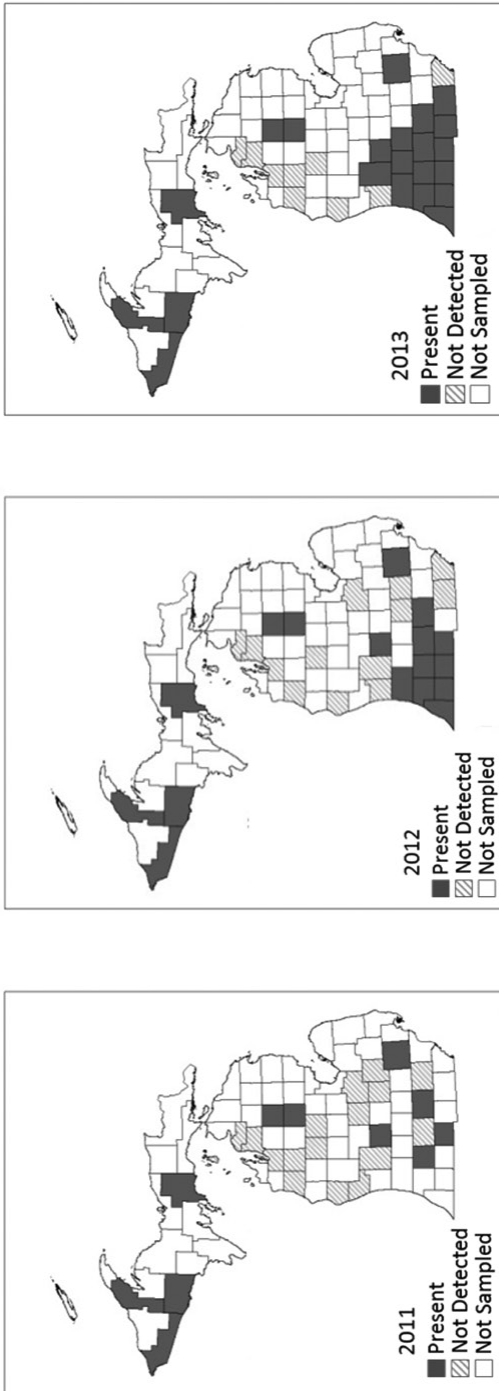 2011
Present
Not Detected
Not Sampled
2012
Present
Not Detected
Not Sampled
2013
Present
Not Detected
Not Sampled